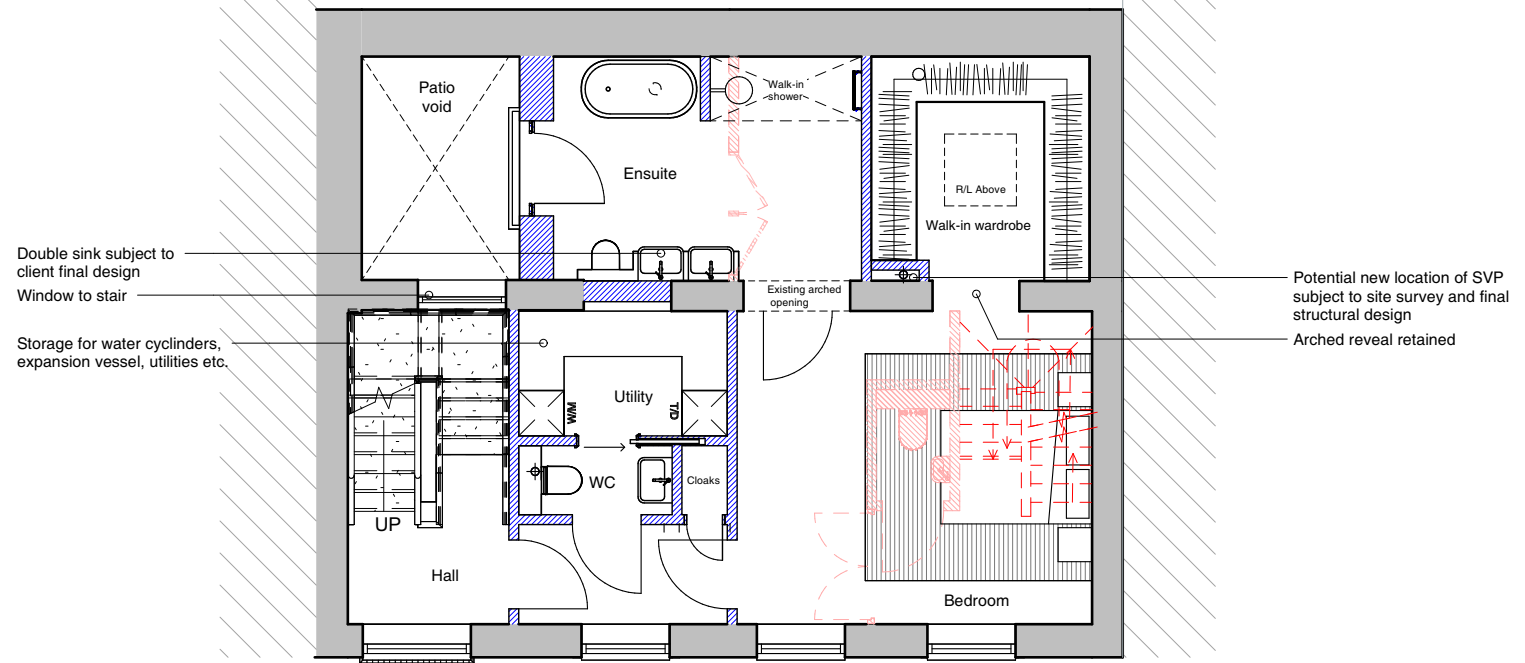 Patio
void
Walk-in
shower
Ensuite
R/L Above
Walk-in wardrobe
Double sink subject to
client final design
Window to stair
Storage for water cyclinders,
expansion vessel, utilities etc.
Existing arched
opening
Potential new location of SVP
subject to site survey and final
structural design
Arched reveal retained
Utility
W/M
T/D
WC
Cloaks
UP
Hall
Bedroom